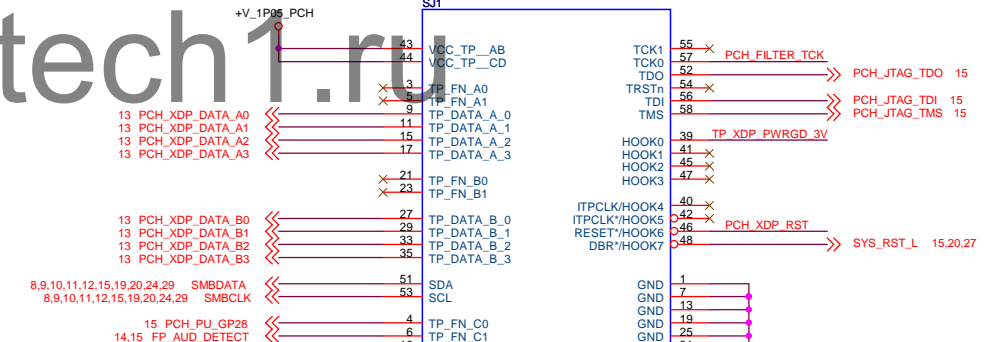 SJ1
+V_1P05_PCH
tech1.ru
43 VCC_TP__AB
44 VCC_TP__CD
3 TP_FN_A0
5 TP_FN_A1
13 PCH_XDP_DATA_A0 9 TP_DATA_A_0
13 PCH_XDP_DATA_A1 11 TP_DATA_A_1
13 PCH_XDP_DATA_A2 15 TP_DATA_A_2
13 PCH_XDP_DATA_A3 17 TP_DATA_A_3
21 TP_FN_B0
23 TP_FN_B1
13 PCH_XDP_DATA_B0 27 TP_DATA_B_0
13 PCH_XDP_DATA_B1 29 TP_DATA_B_1
13 PCH_XDP_DATA_B2 33 TP_DATA_B_2
13 PCH_XDP_DATA_B3 35 TP_DATA_B_3
8,9,10,11,12,15,19,20,24,29 SMBDATA 51 SDA
8,9,10,11,12,15,19,20,24,29 SMBCLK 53 SCL
15 PCH_PU_GP28 4 TP_FN_C0
14,15 FP_AUD_DETECT 6 TP_FN_C1
TCK1 55
TCK0 57 PCH_FILTER_TCK
TDO 52 PCH_JTAG_TDO 15
TRSTn 54
TDI 56 PCH_JTAG_TDI 15
TMS 58 PCH_JTAG_TMS 15
HOOK0 39 TP_XDP_PWRGD_3V
HOOK1 41
HOOK2 45
HOOK3 47
ITPCLK/HOOK4 40
ITPCLK*/HOOK5 42
RESET*/HOOK6 46 PCH_XDP_RST
DBR*/HOOK7 48 SYS_RST_L 15,20,27
GND 1
GND 7
GND 13
GND 19
GND 25